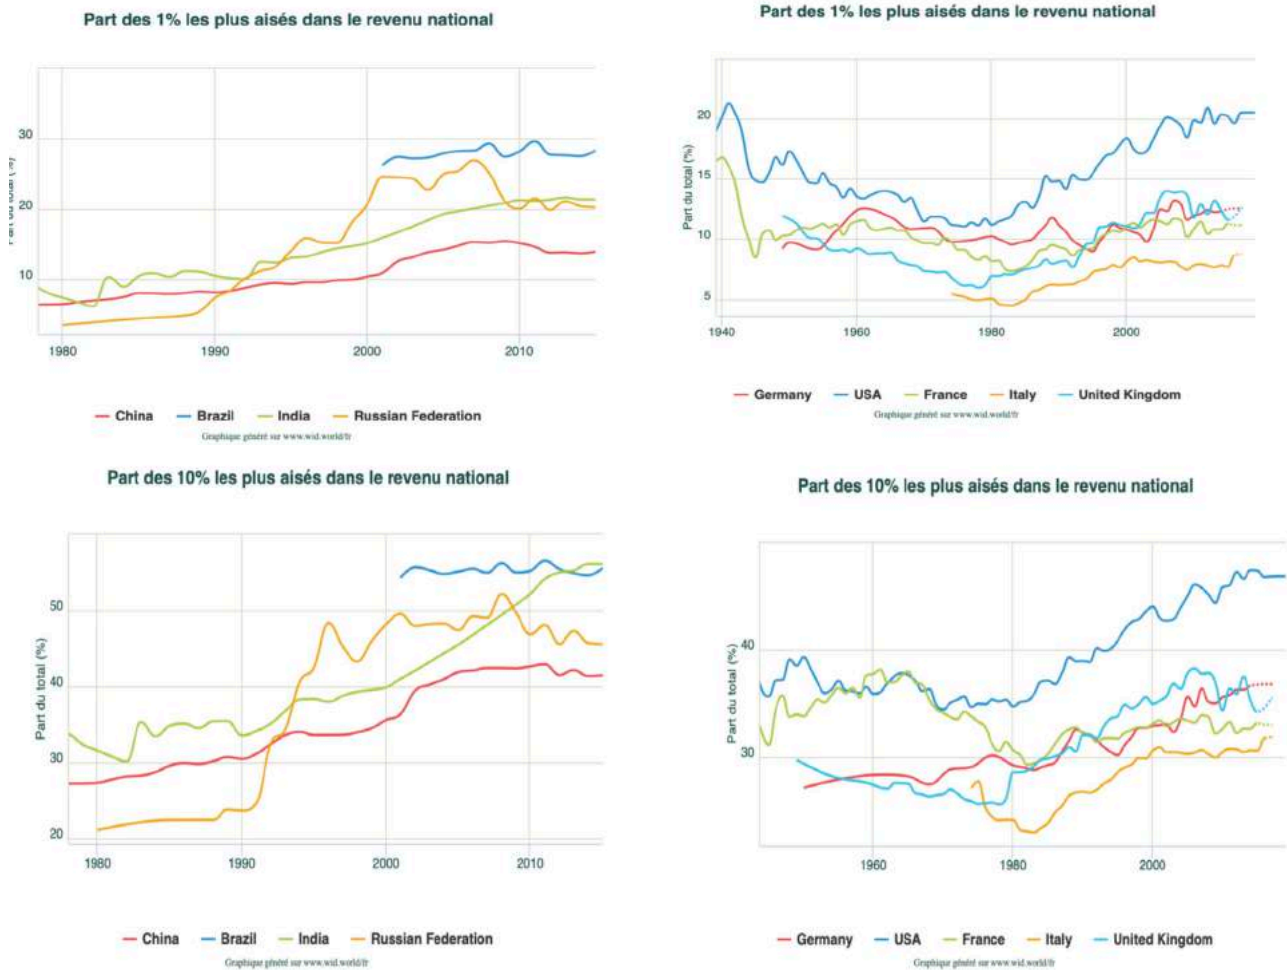 Part des 1% les plus aisés dans le revenu national
Part du total (%)
30
20
10
1980 1990 2000 2010
China Brazil India Russian Federation
Graphique généré sur www.wid.world/fr
Part des 1% les plus aisés dans le revenu national
Part du total (%)
20
15
10
5
1940 1960 1980 2000
Germany USA France Italy United Kingdom
Graphique généré sur www.wid.world/fr
Part des 10% les plus aisés dans le revenu national
Part du total (%)
50
40
30
20
1980 1990 2000 2010
China Brazil India Russian Federation
Graphique généré sur www.wid.world/fr
Part des 10% les plus aisés dans le revenu national
Part du total (%)
40
30
1960 1980 2000
Germany USA France Italy United Kingdom
Graphique généré sur www.wid.world/fr